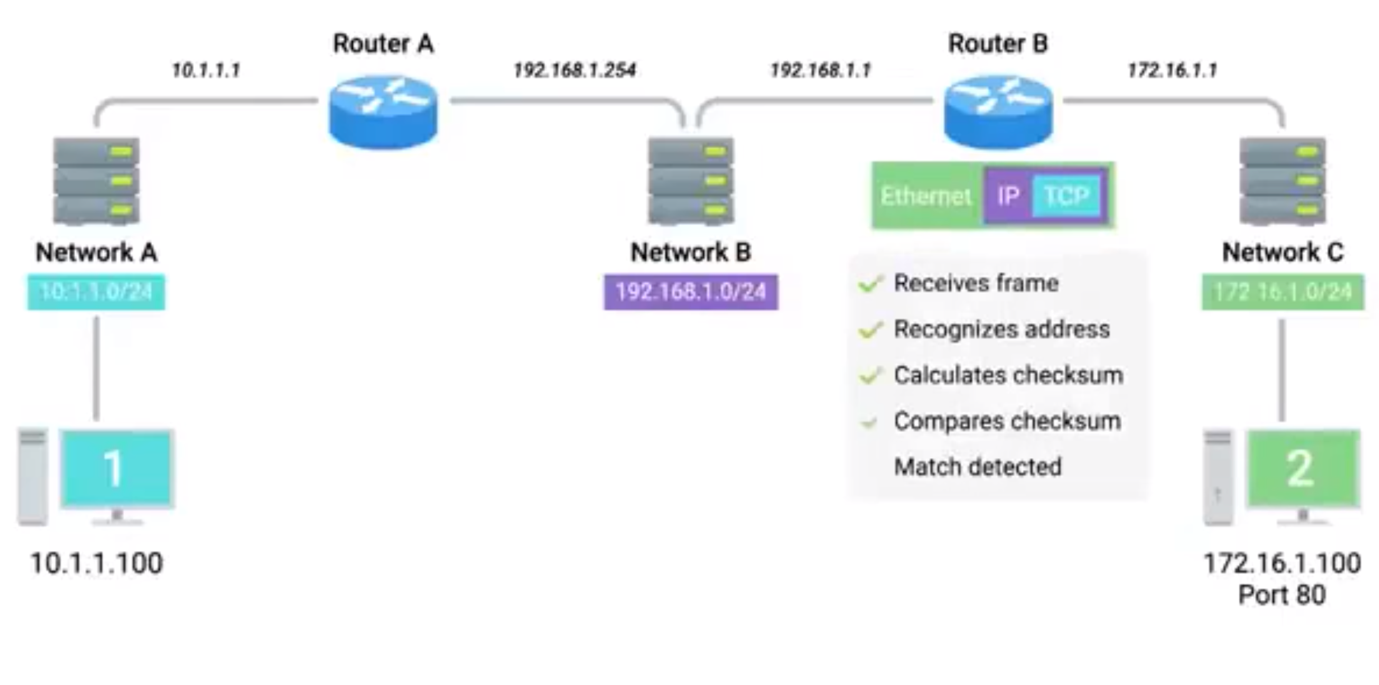 Router A
Router B
10.1.1.1
192.168.1.254
192.168.1.1
172.16.1.1
Ethernet IP TCP
Network A
Network B
Network C
10.1.1.0/24
192.168.1.0/24
172 16.1.0/24
Receives frame
Recognizes address
Calculates checksum
Compares checksum
Match detected
1
2
10.1.1.100
172.16.1.100
Port 80